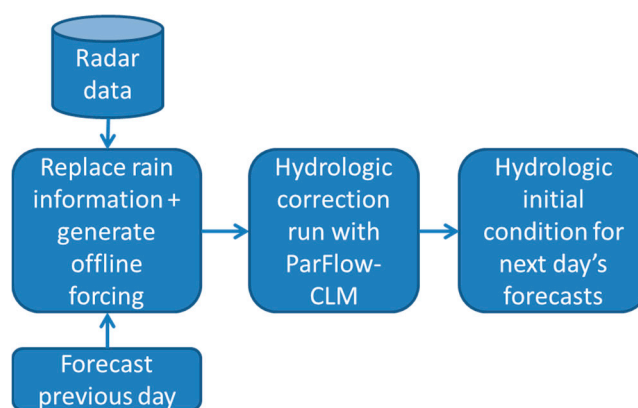 Radar
data
Replace rain
information +
generate
offline
forcing
Hydrologic
correction
run with
ParFlow-
CLM
Hydrologic
initial
condition for
next day's
forecasts
Forecast
previous day